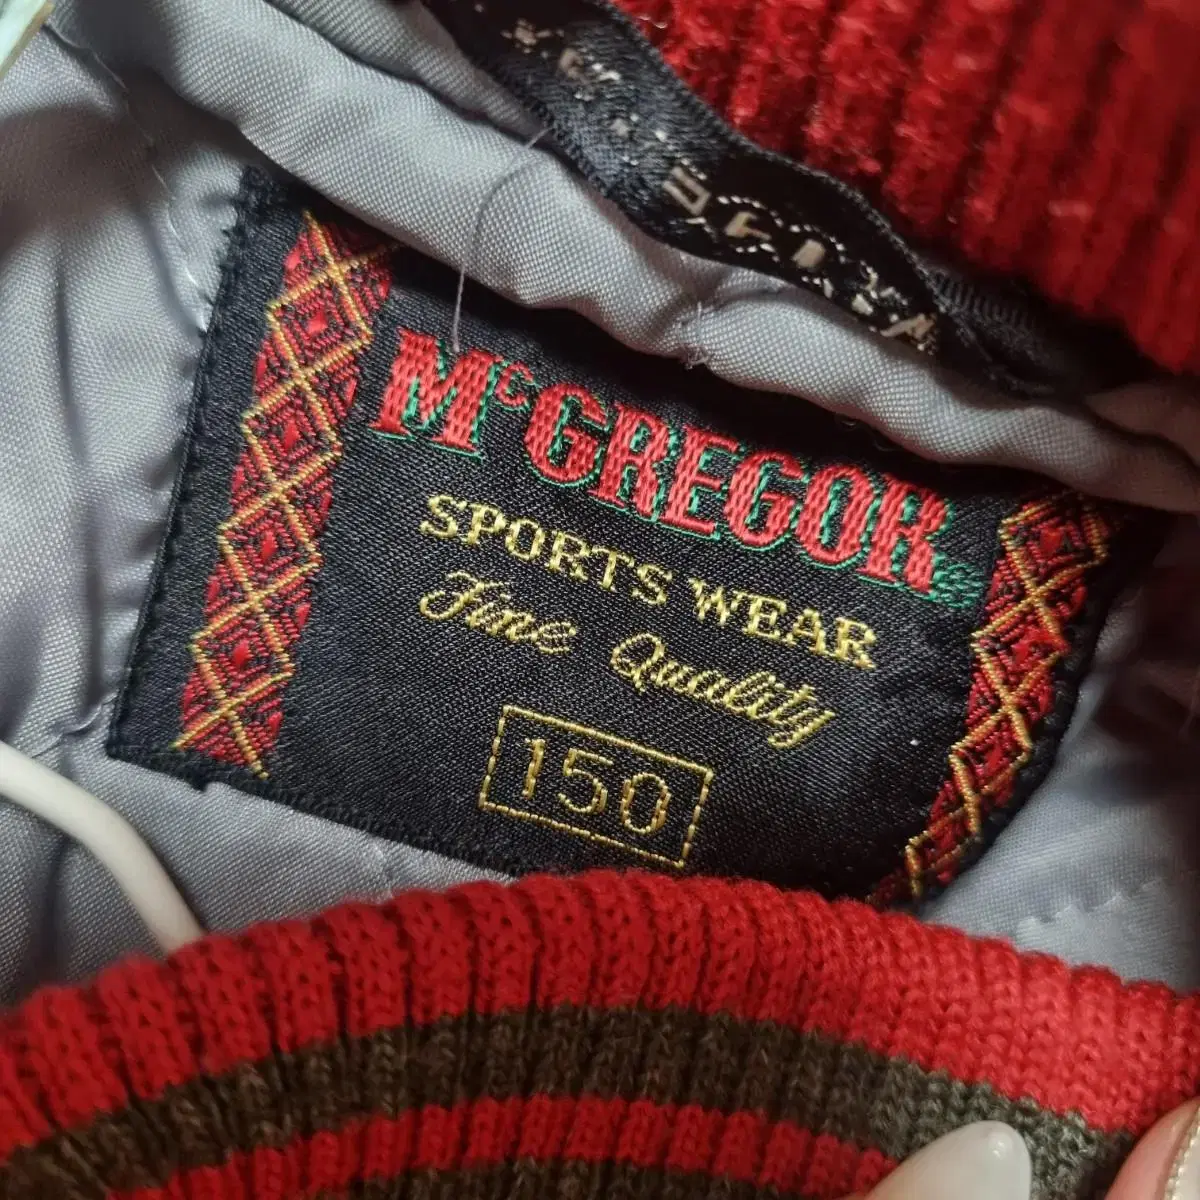 McGREGOR
SPORTS WEAR
Fine Quality
150